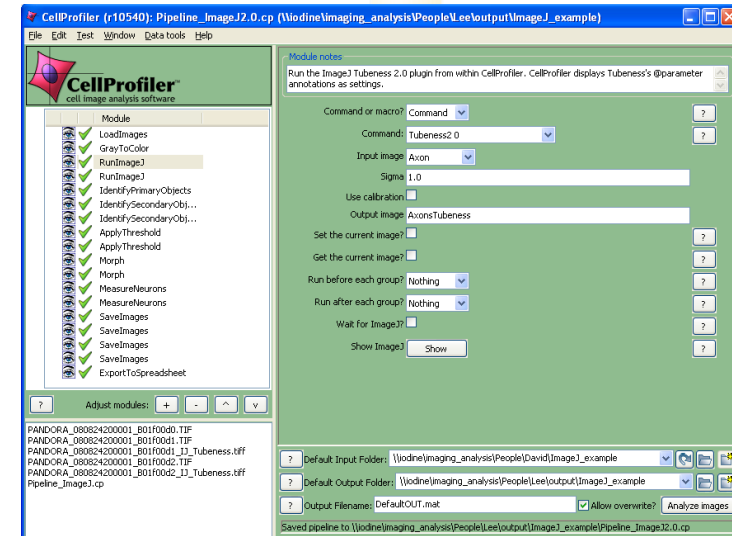 CellProfiler (r10540): Pipeline_ImageJ2.0.cp (\\iodine\imaging_analysis\People\Lee\output\ImageJ_example)
File Edit Test Window Data tools Help
CellProfiler™
cell image analysis software
Module
LoadImages
GrayToColor
RunImageJ
RunImageJ
IdentifyPrimaryObjects
IdentifySecondaryObj...
IdentifySecondaryObj...
ApplyThreshold
ApplyThreshold
Morph
Morph
MeasureNeurons
MeasureNeurons
SaveImages
SaveImages
SaveImages
SaveImages
ExportToSpreadsheet
? Adjust modules: + - ^ v
PANDORA_080824200001_B01f00d0.TIF
PANDORA_080824200001_B01f00d1.TIF
PANDORA_080824200001_B01f00d1_IJ_Tubeness.tiff
PANDORA_080824200001_B01f00d2.TIF
PANDORA_080824200001_B01f00d2_IJ_Tubeness.tiff
Pipeline_ImageJ.cp
Module notes
Run the ImageJ Tubeness 2.0 plugin from within CellProfiler. CellProfiler displays Tubeness's @parameter
annotations as settings.
Command or macro? Command ?
Command: Tubeness2 0 ?
Input image Axon
Sigma 1.0
Use calibration
Output image AxonsTubeness
Set the current image? ?
Get the current image? ?
Run before each group? Nothing ?
Run after each group? Nothing ?
Wait for ImageJ? ?
Show ImageJ Show ?
? Default Input Folder: \\iodine\imaging_analysis\People\David\ImageJ_example
? Default Output Folder: \\iodine\imaging_analysis\People\Lee\output\ImageJ_example
? Output Filename: DefaultOUT.mat Allow overwrite? Analyze images
Saved pipeline to \\iodine\imaging_analysis\People\Lee\output\ImageJ_example\Pipeline_ImageJ2.0.cp